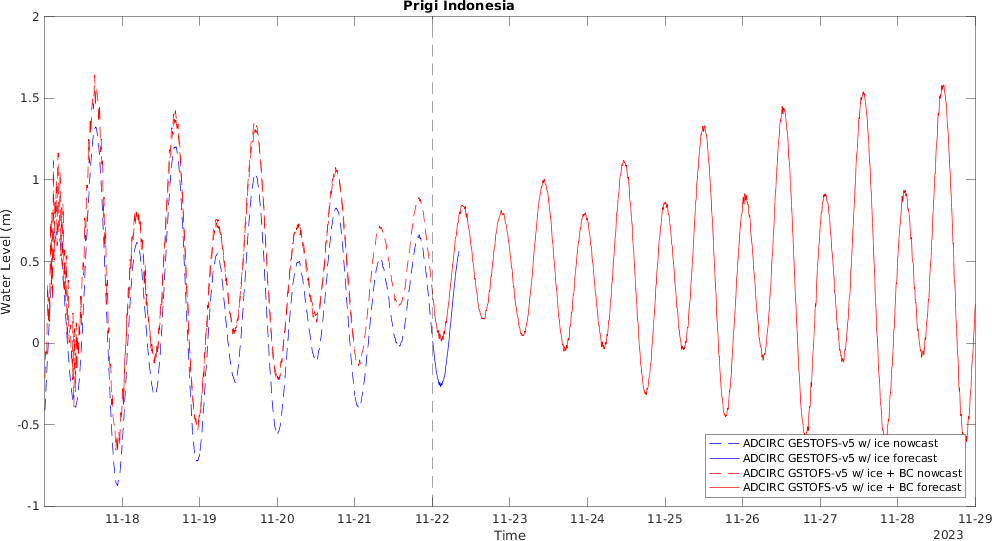 Prigi Indonesia
2
1.5
1
0.5
0
-0.5
-1
Water Level (m)
ADCIRC GESTOFS-v5 w/ ice nowcast
ADCIRC GESTOFS-v5 w/ ice forecast
ADCIRC GSTOFS-v5 w/ ice + BC nowcast
ADCIRC GSTOFS-v5 w/ ice + BC forecast
11-18 11-19 11-20 11-21 11-22 11-23 11-24 11-25 11-26 11-27 11-28 11-29
Time
2023